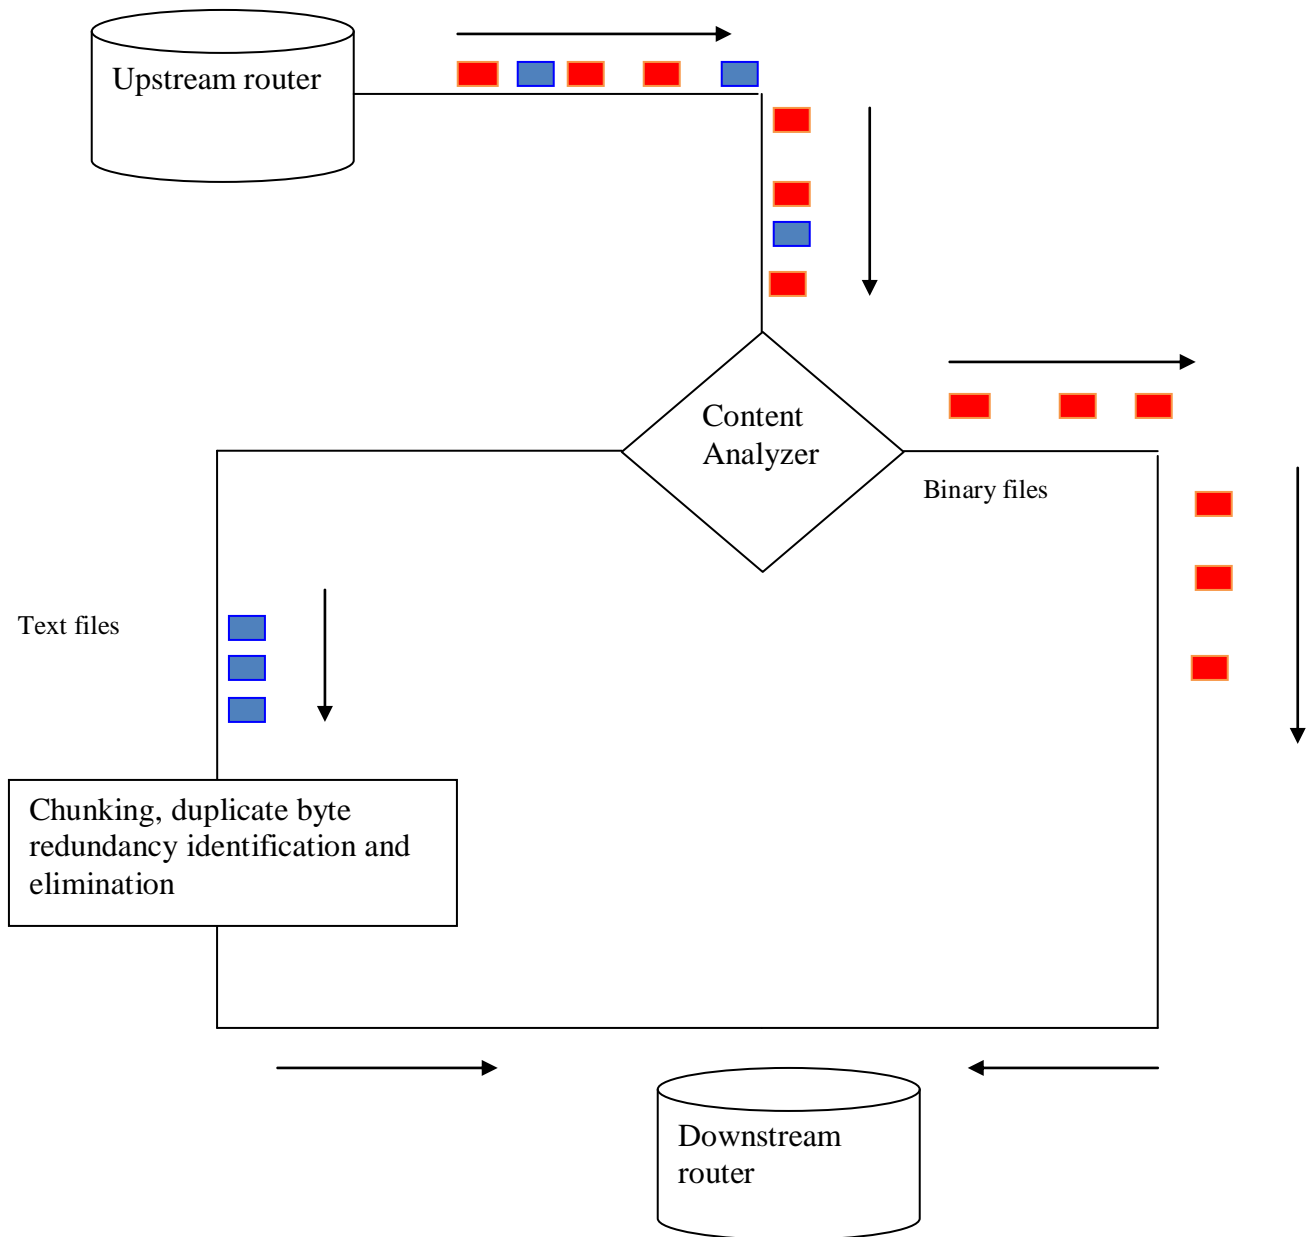 Upstream router
Content
Analyzer
Binary files
Text files
Chunking, duplicate byte
redundancy identification and
elimination
Downstream
router